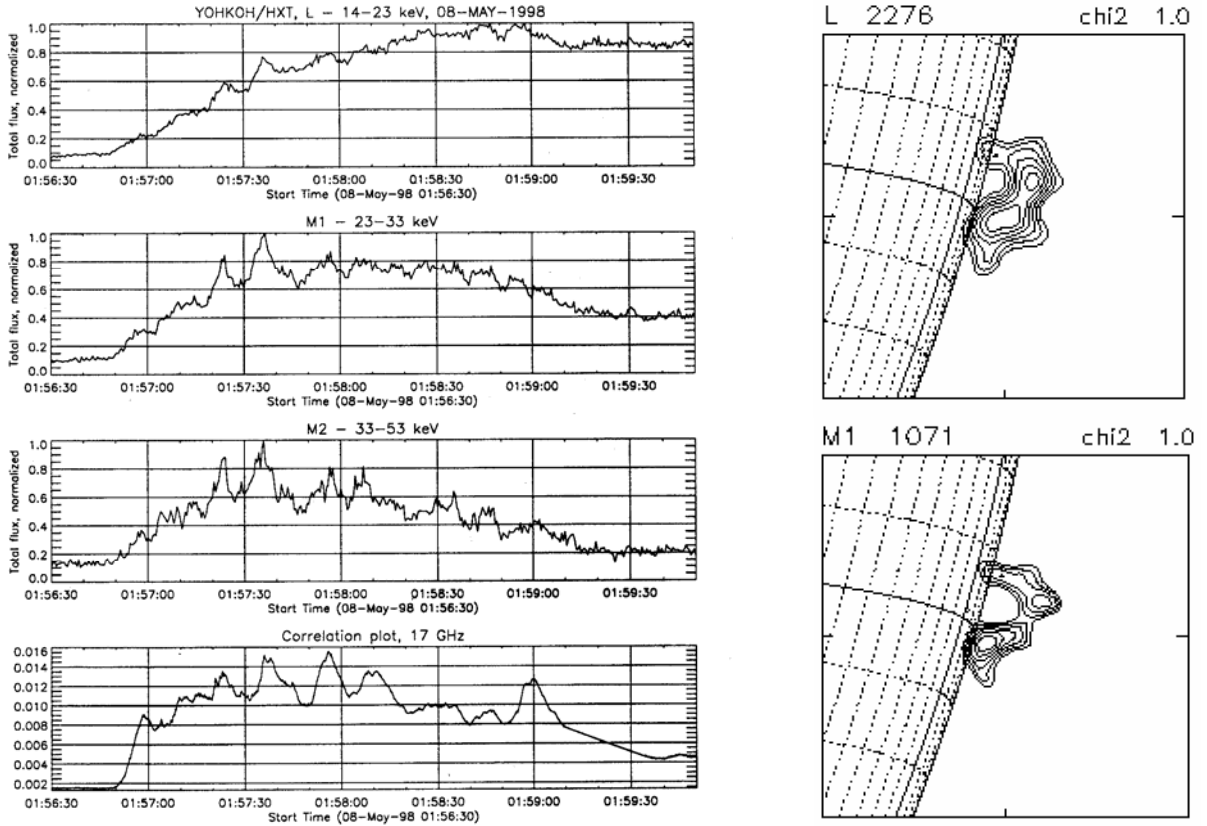 YOHKOH/HXT, L – 14–23 keV, 08–MAY–1998
Total flux, normalized
1.0
0.8
0.6
0.4
0.2
0.0
01:56:30 01:57:00 01:57:30 01:58:00 01:58:30 01:59:00 01:59:30
Start Time (08–May–98 01:56:30)
M1 – 23–33 keV
Total flux, normalized
1.0
0.8
0.6
0.4
0.2
0.0
01:56:30 01:57:00 01:57:30 01:58:00 01:58:30 01:59:00 01:59:30
Start Time (08–May–98 01:56:30)
M2 – 33–53 keV
Total flux, normalized
1.0
0.8
0.6
0.4
0.2
0.0
01:56:30 01:57:00 01:57:30 01:58:00 01:58:30 01:59:00 01:59:30
Start Time (08–May–98 01:56:30)
Correlation plot, 17 GHz
0.016
0.014
0.012
0.010
0.008
0.006
0.004
0.002
01:56:30 01:57:00 01:57:30 01:58:00 01:58:30 01:59:00 01:59:30
Start Time (08–May–98 01:56:30)
L 2276 chi2 1.0
M1 1071 chi2 1.0